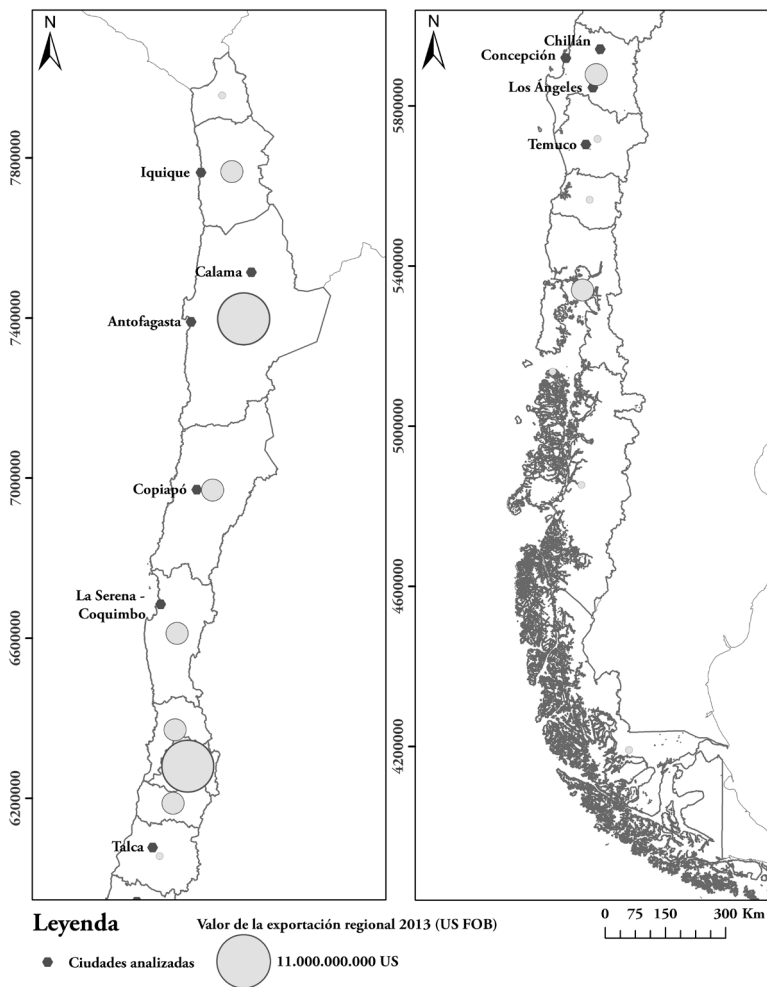 N
7800000
7400000
7000000
6600000
6200000
Iquique
Calama
Antofagasta
Copiapó
La Serena -
Coquimbo
Talca
N
5800000
5400000
5000000
4600000
4200000
Chillán
Concepción
Los Ángeles
Temuco
Leyenda
Valor de la exportación regional 2013 (US FOB)
Ciudades analizadas
11.000.000.000 US
0 75 150 300 Km